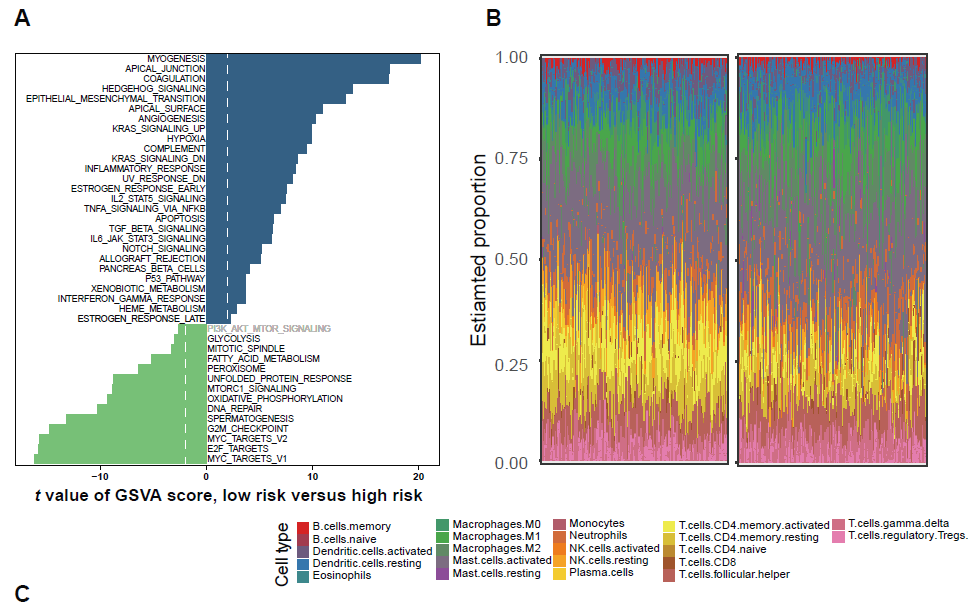 A
MYOGENESIS
APICAL_JUNCTION
COAGULATION
HEDGEHOG_SIGNALING
EPITHELIAL_MESENCHYMAL_TRANSITION
APICAL_SURFACE
ANGIOGENESIS
KRAS_SIGNALING_UP
HYPOXIA
COMPLEMENT
KRAS_SIGNALING_DN
INFLAMMATORY_RESPONSE
UV_RESPONSE_DN
ESTROGEN_RESPONSE_EARLY
IL2_STAT5_SIGNALING
TNFA_SIGNALING_VIA_NFKB
APOPTOSIS
TGF_BETA_SIGNALING
IL6_JAK_STAT3_SIGNALING
NOTCH_SIGNALING
ALLOGRAFT_REJECTION
PANCREAS_BETA_CELLS
P53_PATHWAY
XENOBIOTIC_METABOLISM
INTERFERON_GAMMA_RESPONSE
HEME_METABOLISM
ESTROGEN_RESPONSE_LATE
PI3K_AKT_MTOR_SIGNALING
GLYCOLYSIS
MITOTIC_SPINDLE
FATTY_ACID_METABOLISM
PEROXISOME
UNFOLDED_PROTEIN_RESPONSE
MTORC1_SIGNALING
OXIDATIVE_PHOSPHORYLATION
DNA_REPAIR
SPERMATOGENESIS
G2M_CHECKPOINT
MYC_TARGETS_V2
E2F_TARGETS
MYC_TARGETS_V1
−10 0 10 20
t value of GSVA score, low risk versus high risk
B
Estiamted proportion
1.00
0.75
0.50
0.25
0.00
Cell type
B.cells.memory
B.cells.naive
Dendritic.cells.activated
Dendritic.cells.resting
Eosinophils
Macrophages.M0
Macrophages.M1
Macrophages.M2
Mast.cells.activated
Mast.cells.resting
Monocytes
Neutrophils
NK.cells.activated
NK.cells.resting
Plasma.cells
T.cells.CD4.memory.activated
T.cells.CD4.memory.resting
T.cells.CD4.naive
T.cells.CD8
T.cells.follicular.helper
T.cells.gamma.delta
T.cells.regulatory.Tregs.
C